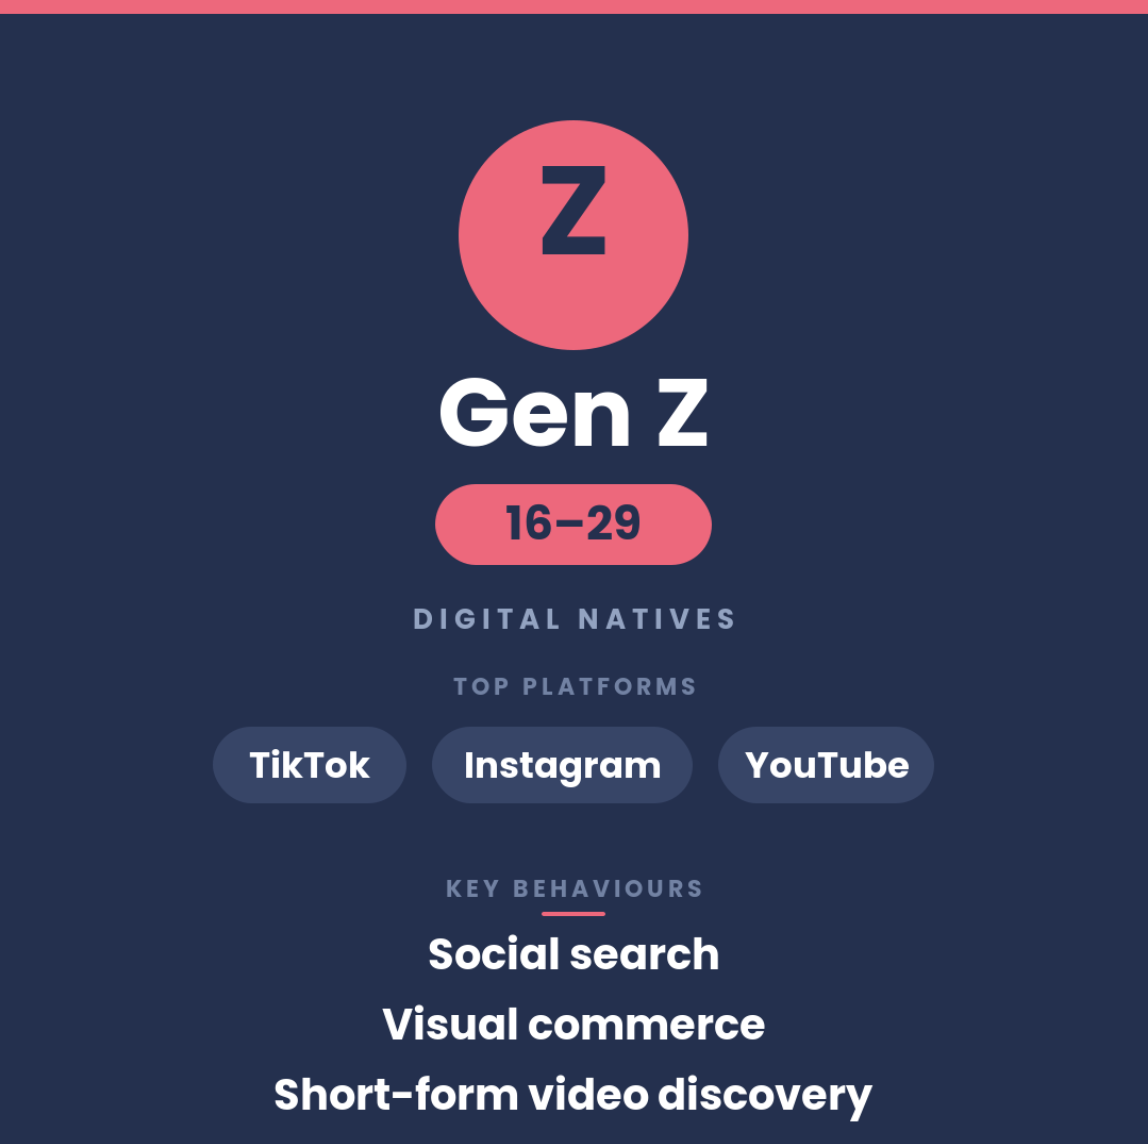 Z
Gen Z
16–29
DIGITAL NATIVES
TOP PLATFORMS
TikTok Instagram YouTube
KEY BEHAVIOURS
Social search
Visual commerce
Short-form video discovery